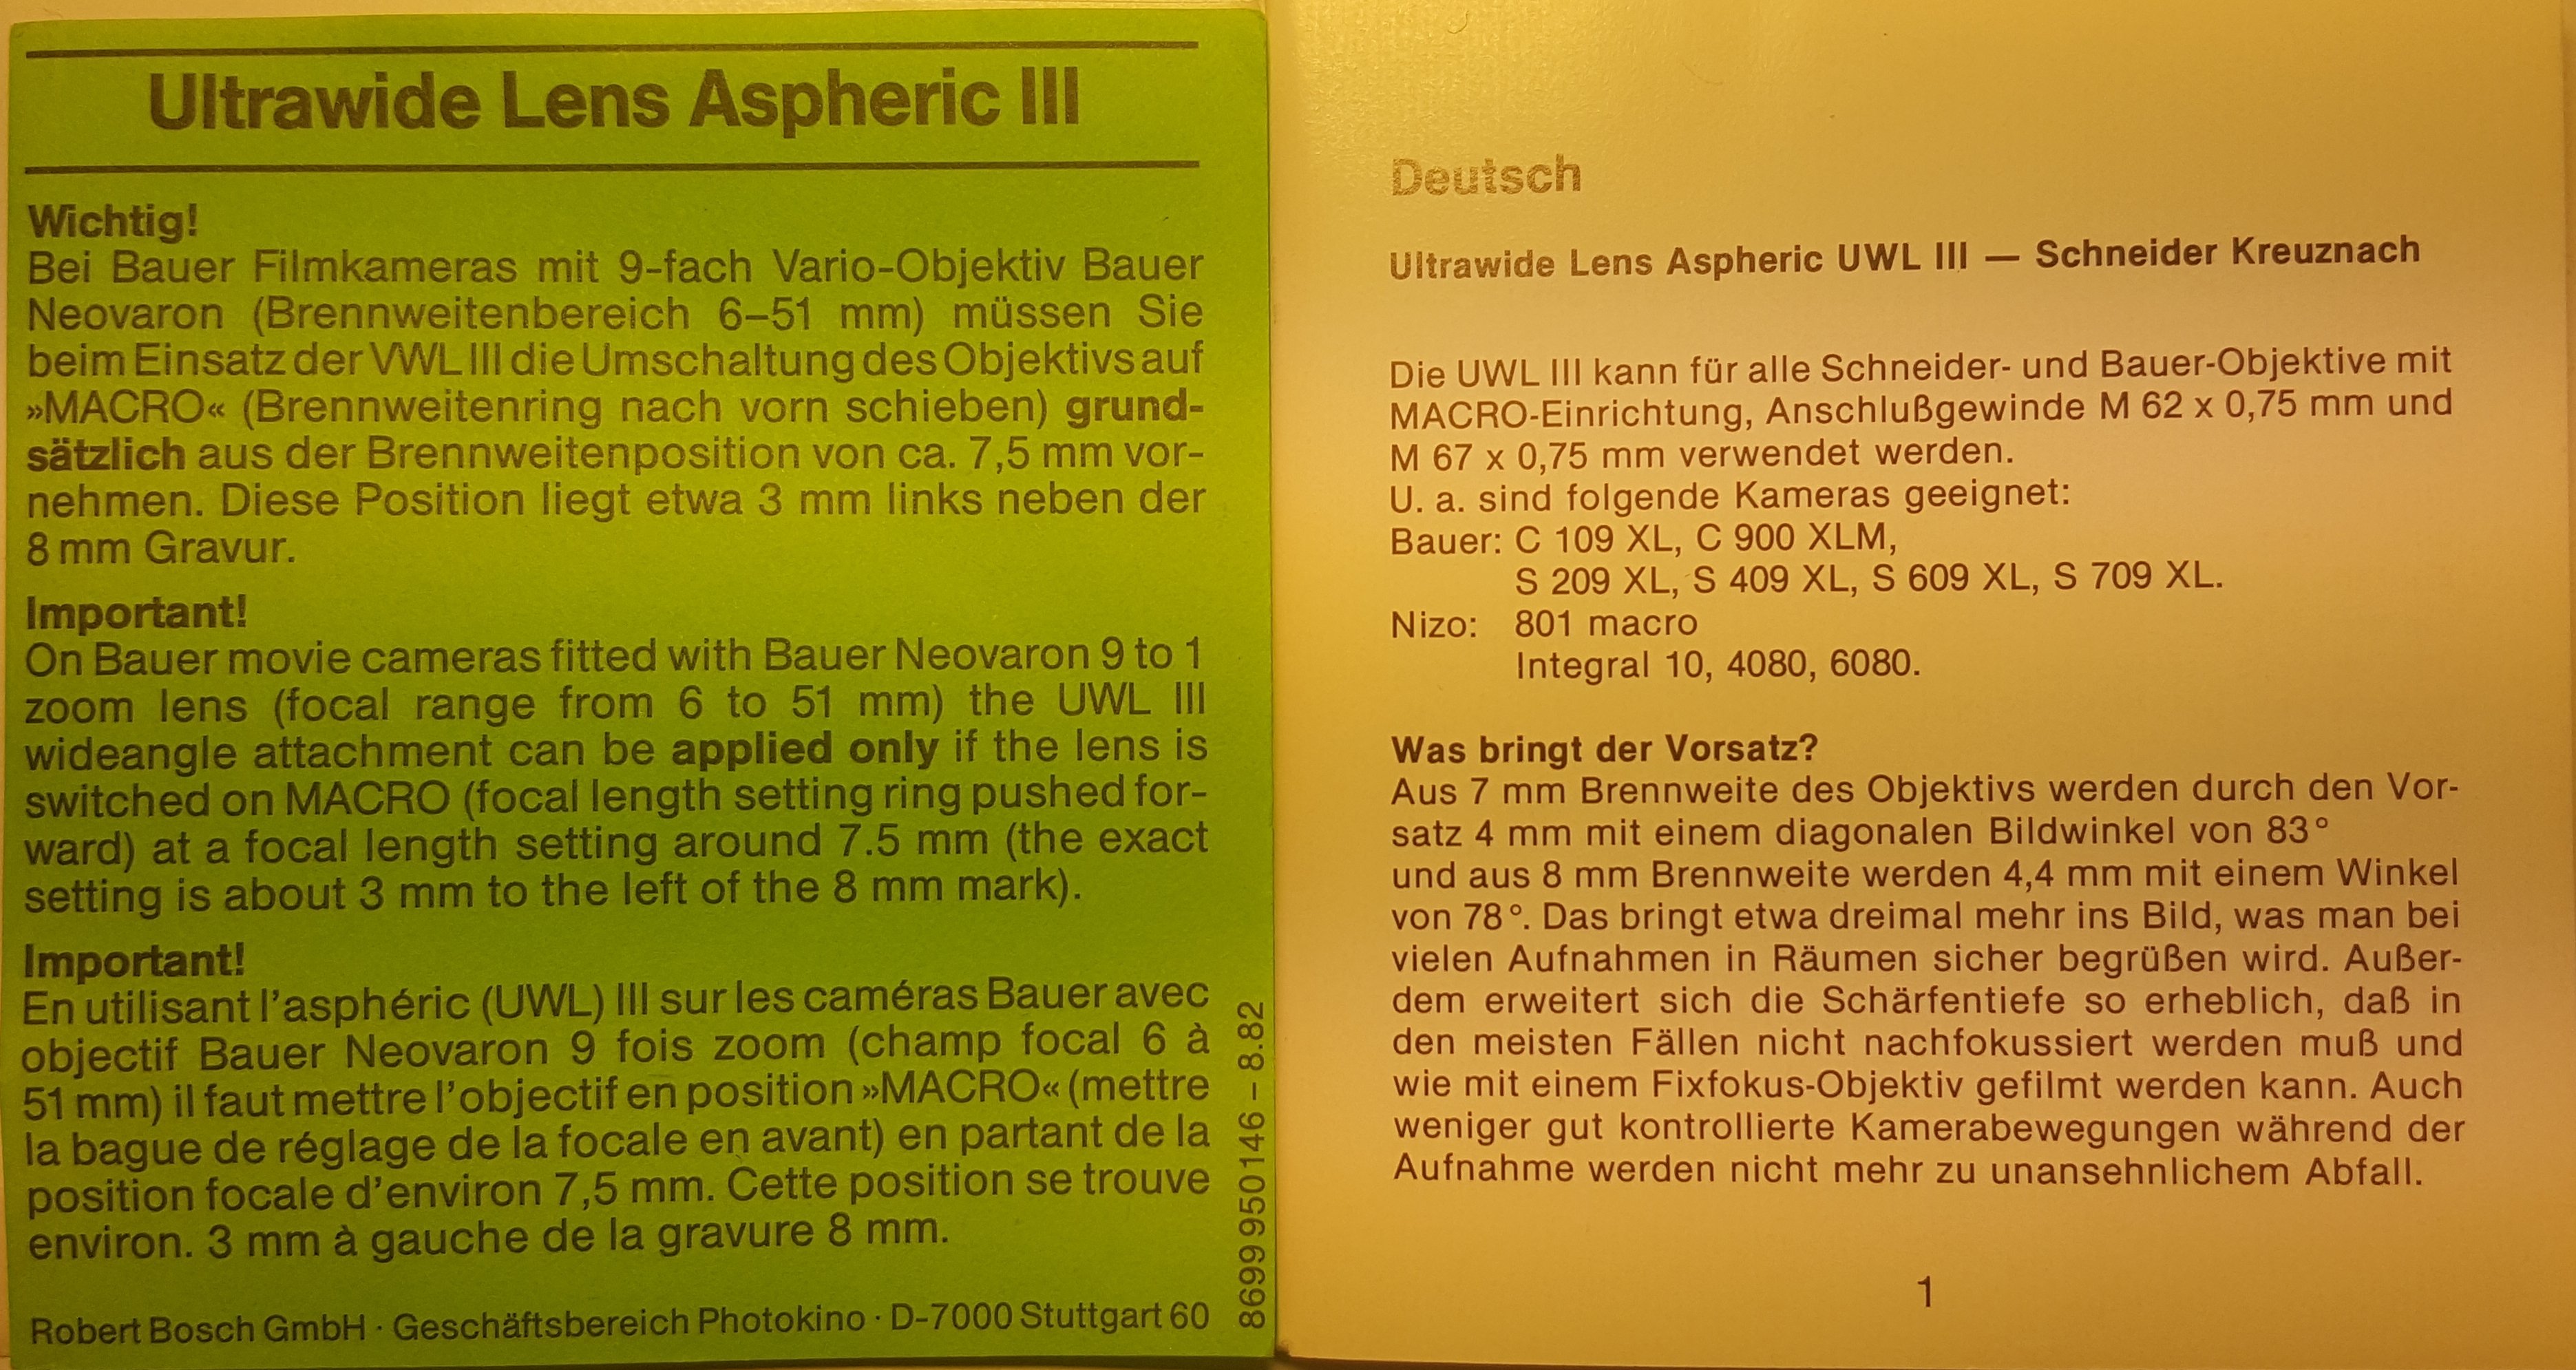 Ultrawide Lens Aspheric III
Wichtig!
Bei Bauer Filmkameras mit 9-fach Vario-Objektiv Bauer
Neovaron (Brennweitenbereich 6–51 mm) müssen Sie
beim Einsatz der VWL III die Umschaltung des Objektivs auf
»MACRO« (Brennweitenring nach vorn schieben) grund-
sätzlich aus der Brennweitenposition von ca. 7,5 mm vor-
nehmen. Diese Position liegt etwa 3 mm links neben der
8 mm Gravur.
Important!
On Bauer movie cameras fitted with Bauer Neovaron 9 to 1
zoom lens (focal range from 6 to 51 mm) the UWL III
wideangle attachment can be applied only if the lens is
switched on MACRO (focal length setting ring pushed for-
ward) at a focal length setting around 7.5 mm (the exact
setting is about 3 mm to the left of the 8 mm mark).
Important!
En utilisant l'asphéric (UWL) III sur les caméras Bauer avec
objectif Bauer Neovaron 9 fois zoom (champ focal 6 à
51 mm) il faut mettre l'objectif en position »MACRO« (mettre
la bague de réglage de la focale en avant) en partant de la
position focale d'environ 7,5 mm. Cette position se trouve
environ. 3 mm à gauche de la gravure 8 mm.
Robert Bosch GmbH · Geschäftsbereich Photokino · D-7000 Stuttgart 60
8699 950 146 – 8.82
Deutsch
Ultrawide Lens Aspheric UWL III — Schneider Kreuznach
Die UWL III kann für alle Schneider- und Bauer-Objektive mit
MACRO-Einrichtung, Anschlußgewinde M 62 x 0,75 mm und
M 67 x 0,75 mm verwendet werden.
U. a. sind folgende Kameras geeignet:
Bauer: C 109 XL, C 900 XLM,
S 209 XL, S 409 XL, S 609 XL, S 709 XL.
Nizo: 801 macro
Integral 10, 4080, 6080.
Was bringt der Vorsatz?
Aus 7 mm Brennweite des Objektivs werden durch den Vor-
satz 4 mm mit einem diagonalen Bildwinkel von 83°
und aus 8 mm Brennweite werden 4,4 mm mit einem Winkel
von 78°. Das bringt etwa dreimal mehr ins Bild, was man bei
vielen Aufnahmen in Räumen sicher begrüßen wird. Außer-
dem erweitert sich die Schärfentiefe so erheblich, daß in
den meisten Fällen nicht nachfokussiert werden muß und
wie mit einem Fixfokus-Objektiv gefilmt werden kann. Auch
weniger gut kontrollierte Kamerabewegungen während der
Aufnahme werden nicht mehr zu unansehnlichem Abfall.
1